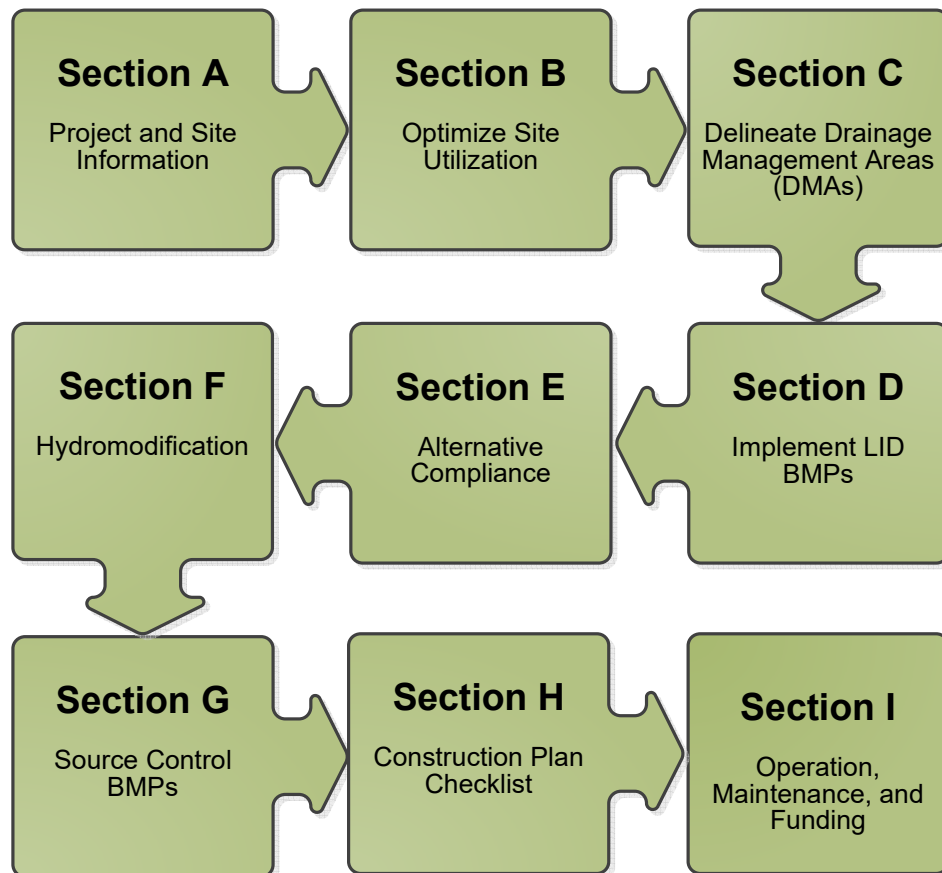 Section A
Project and Site
Information
Section B
Optimize Site
Utilization
Section C
Delineate Drainage
Management Areas
(DMAs)
Section D
Implement LID
BMPs
Section E
Alternative
Compliance
Section F
Hydromodification
Section G
Source Control
BMPs
Section H
Construction Plan
Checklist
Section I
Operation,
Maintenance, and
Funding